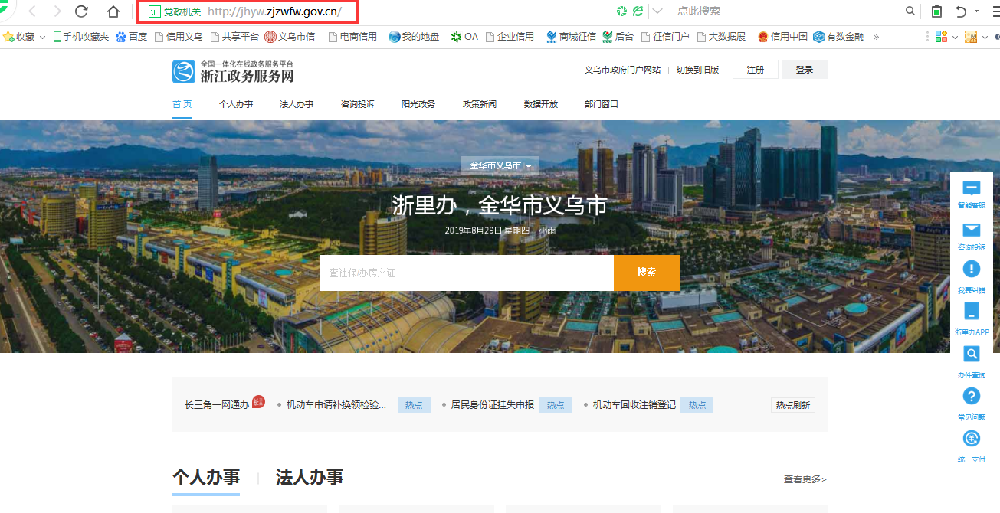 证 党政机关 http://jhyw.zjzwfw.gov.cn/ 点此搜索
收藏 手机收藏夹 百度 信用义乌 共享平台 义乌市信 电商信用 我的地盘 OA 企业信用 商城征信 后台 征信门户 大数据展 信用中国 有数金融 »
全国一体化在线政务服务平台
浙江政务服务网
义乌市政府门户网站 | 切换到旧版 注册 登录
首页 个人办事 法人办事 咨询投诉 阳光政务 政策新闻 数据开放 部门窗口
金华市义乌市
浙里办，金华市义乌市
2019年8月29日 星期四 小雨
查社保/办房产证 搜索
智能客服
咨询投诉
我要纠错
浙里办APP
办件查询
常见问题
统一支付
长三角一网通办 • 机动车申请补换领检验... 热点 • 居民身份证挂失申报 热点 • 机动车回收注销登记 热点 热点刷新
个人办事 | 法人办事 查看更多>